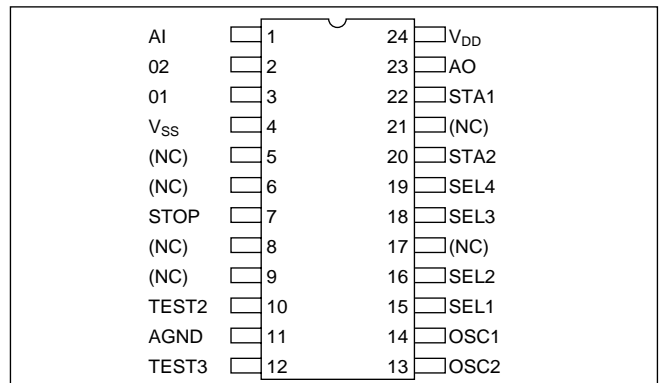 AI 1 24 VDD
02 2 23 AO
01 3 22 STA1
VSS 4 21 (NC)
(NC) 5 20 STA2
(NC) 6 19 SEL4
STOP 7 18 SEL3
(NC) 8 17 (NC)
(NC) 9 16 SEL2
TEST2 10 15 SEL1
AGND 11 14 OSC1
TEST3 12 13 OSC2